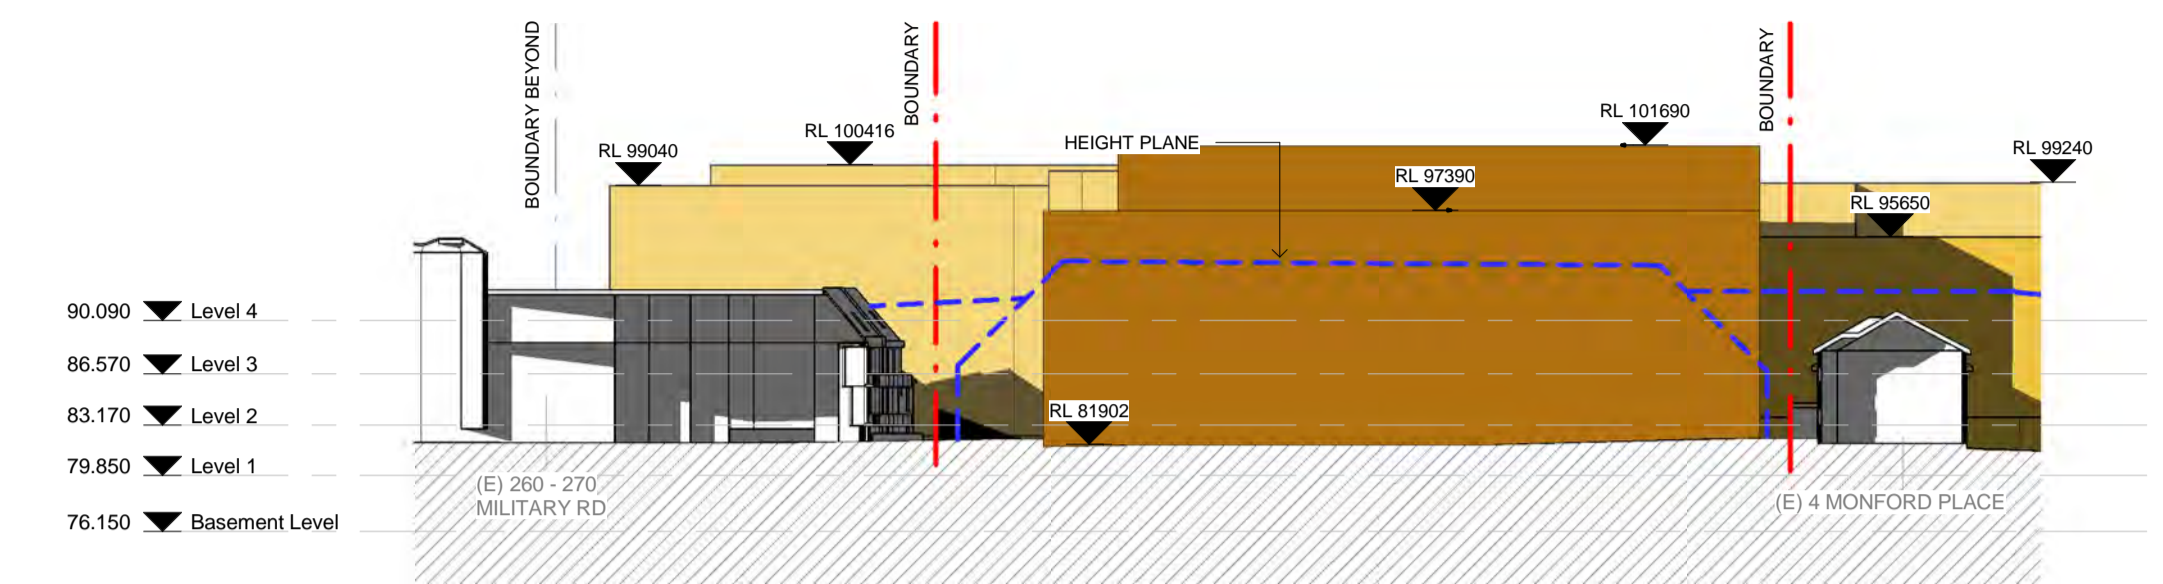 BOUNDARY BEYOND
BOUNDARY
BOUNDARY
RL 99040
RL 100416
HEIGHT PLANE
RL 101690
RL 97390
RL 99240
RL 95650
RL 81902
90.090 Level 4
86.570 Level 3
83.170 Level 2
79.850 Level 1
76.150 Basement Level
(E) 260 - 270
MILITARY RD
(E) 4 MONFORD PLACE